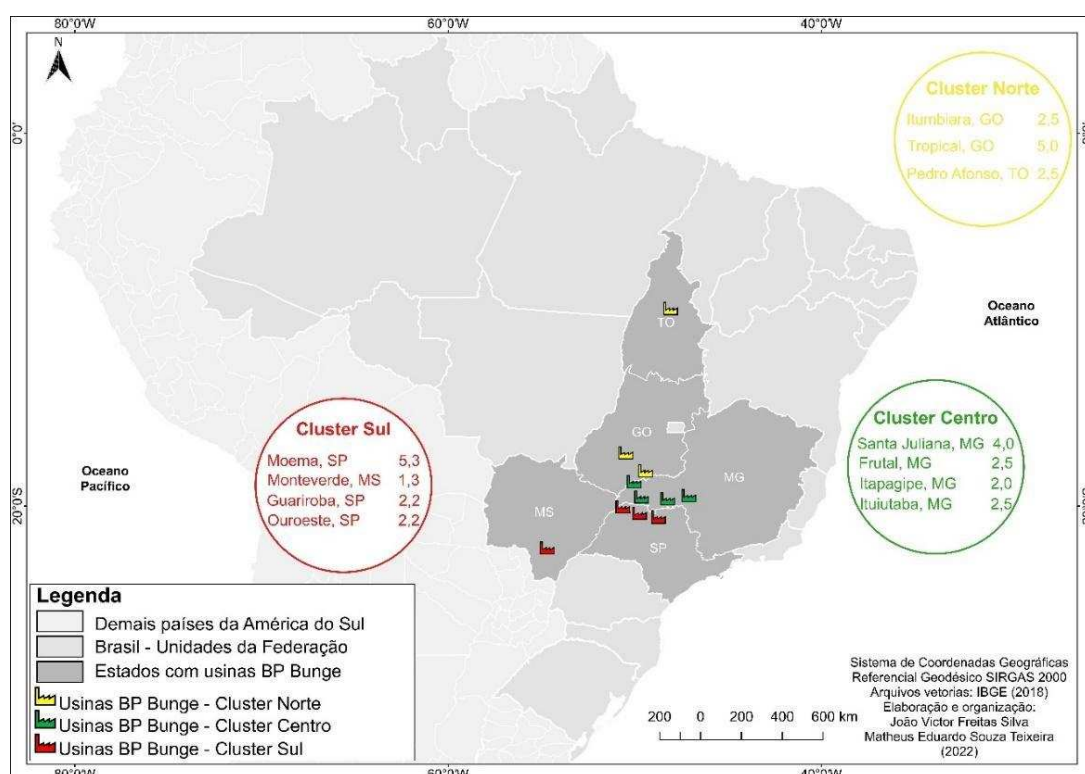 80°0'W 60°0'W 40°0'W
N
Cluster Norte
Itumbiara, GO 2,5
Tropical, GO 5,0
Pedro Afonso, TO 2,5
0°0' 0°0'
Oceano
Atlântico
TO
GO
MG
MS
SP
Cluster Sul
Moema, SP 5,3
Monteverde, MS 1,3
Guariroba, SP 2,2
Ouroeste, SP 2,2
Oceano
Pacífico
Cluster Centro
Santa Juliana, MG 4,0
Frutal, MG 2,5
Itapagipe, MG 2,0
Ituiutaba, MG 2,5
20°0'S 20°0'S
Legenda
Demais países da América do Sul
Brasil - Unidades da Federação
Estados com usinas BP Bunge
Usinas BP Bunge - Cluster Norte
Usinas BP Bunge - Cluster Centro
Usinas BP Bunge - Cluster Sul
200 0 200 400 600 km
Sistema de Coordenadas Geográficas
Referencial Geodésico SIRGAS 2000
Arquivos vetorias: IBGE (2018)
Elaboração e organização:
João Victor Freitas Silva
Matheus Eduardo Souza Teixeira
(2022)
80°0'W 60°0'W 40°0'W